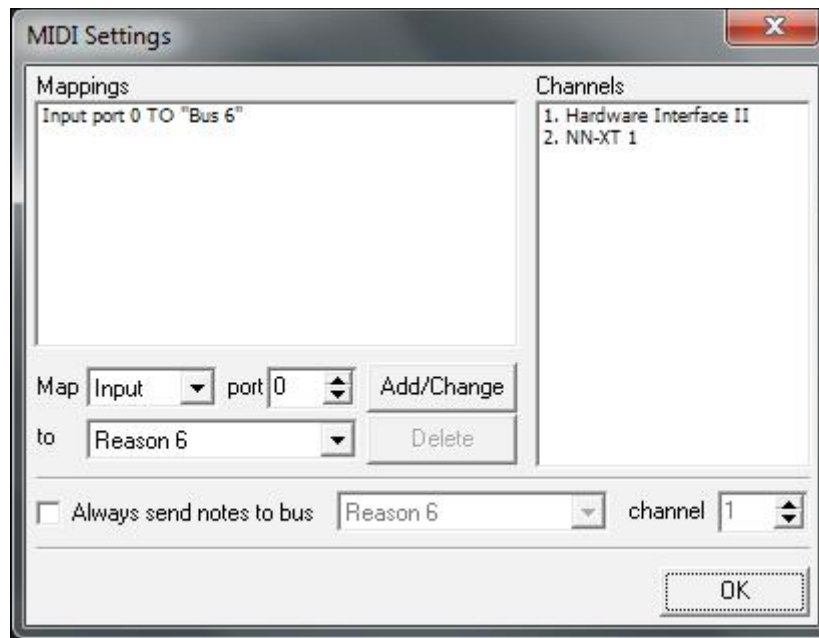 MIDI Settings
Mappings
Input port 0 TO "Bus 6"
Channels
1. Hardware Interface II
2. NN-XT 1
Map Input port 0 Add/Change
to Reason 6 Delete
Always send notes to bus Reason 6 channel 1
OK